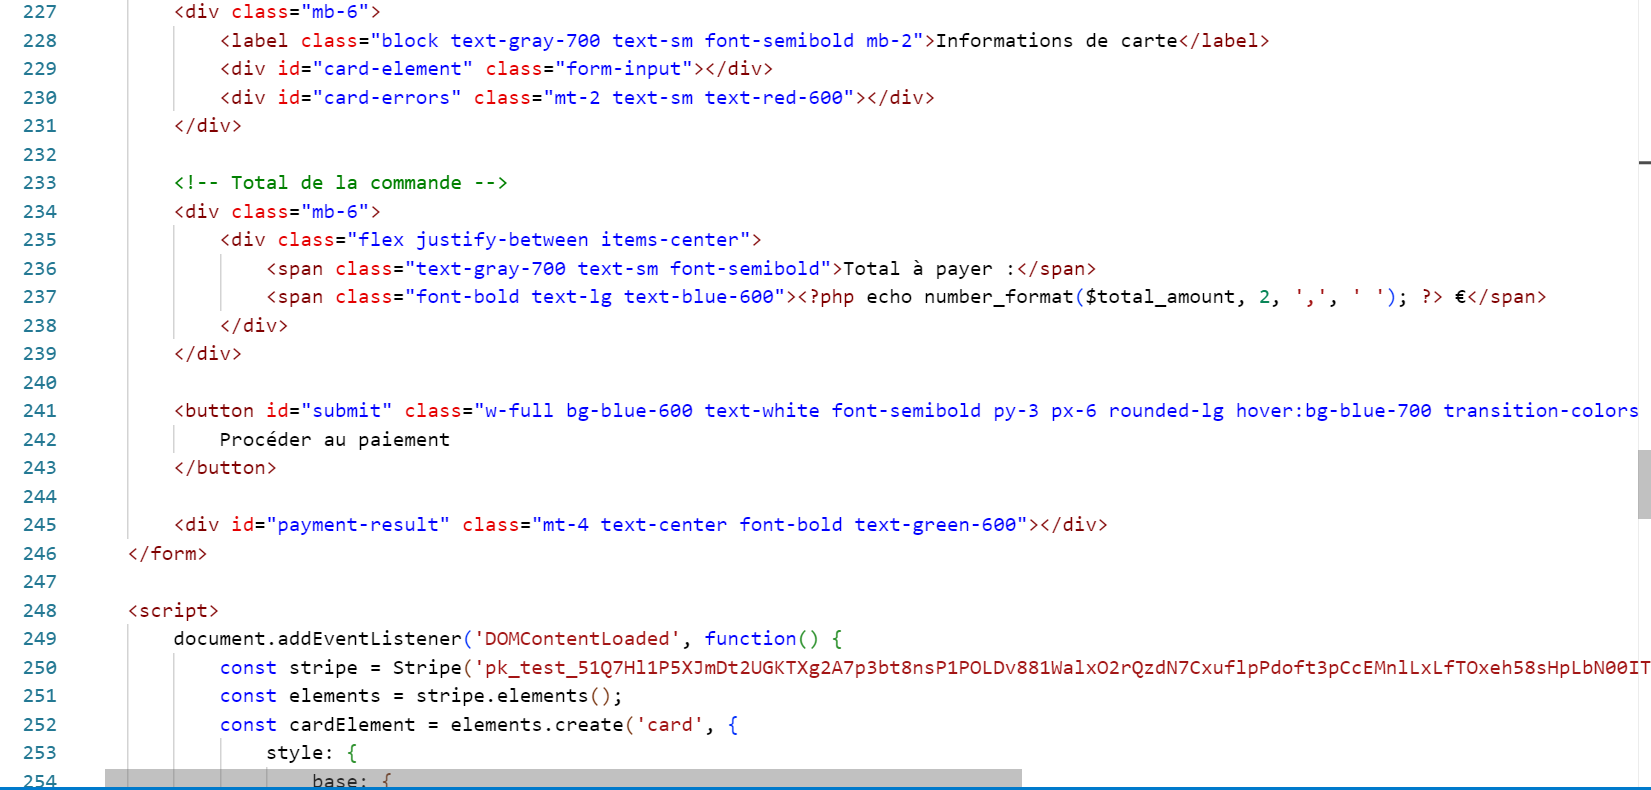 227 <div class="mb-6">
228 <label class="block text-gray-700 text-sm font-semibold mb-2">Informations de carte</label>
229 <div id="card-element" class="form-input"></div>
230 <div id="card-errors" class="mt-2 text-sm text-red-600"></div>
231 </div>
232
233 <!-- Total de la commande -->
234 <div class="mb-6">
235 <div class="flex justify-between items-center">
236 <span class="text-gray-700 text-sm font-semibold">Total à payer :</span>
237 <span class="font-bold text-lg text-blue-600"><?php echo number_format($total_amount, 2, ',', ' '); ?> €</span>
238 </div>
239 </div>
240
241 <button id="submit" class="w-full bg-blue-600 text-white font-semibold py-3 px-6 rounded-lg hover:bg-blue-700 transition-colors
242 Procéder au paiement
243 </button>
244
245 <div id="payment-result" class="mt-4 text-center font-bold text-green-600"></div>
246 </form>
247
248 <script>
249 document.addEventListener('DOMContentLoaded', function() {
250 const stripe = Stripe('pk_test_51Q7Hl1P5XJmDt2UGKTXg2A7p3bt8nsP1POLDv881WalxO2rQzdN7CxuflpPdoft3pCcEMnlLxLfTOxeh58sHpLbN00IT
251 const elements = stripe.elements();
252 const cardElement = elements.create('card', {
253 style: {
254 base: {